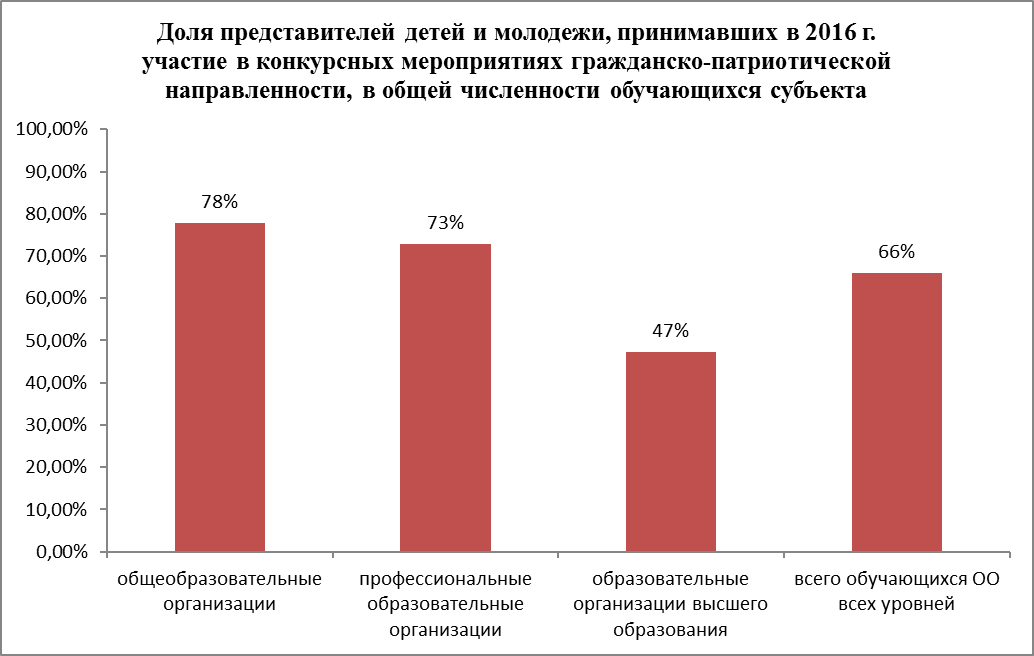 Доля представителей детей и молодежи, принимавших в 2016 г.
участие в конкурсных мероприятиях гражданско-патриотической
направленности, в общей численности обучающихся субъекта
100,00%
90,00%
80,00%
70,00%
60,00%
50,00%
40,00%
30,00%
20,00%
10,00%
0,00%
78%
73%
47%
66%
общеобразовательные
организации
профессиональные
образовательные
организации
образовательные
организации высшего
образования
всего обучающихся ОО
всех уровней